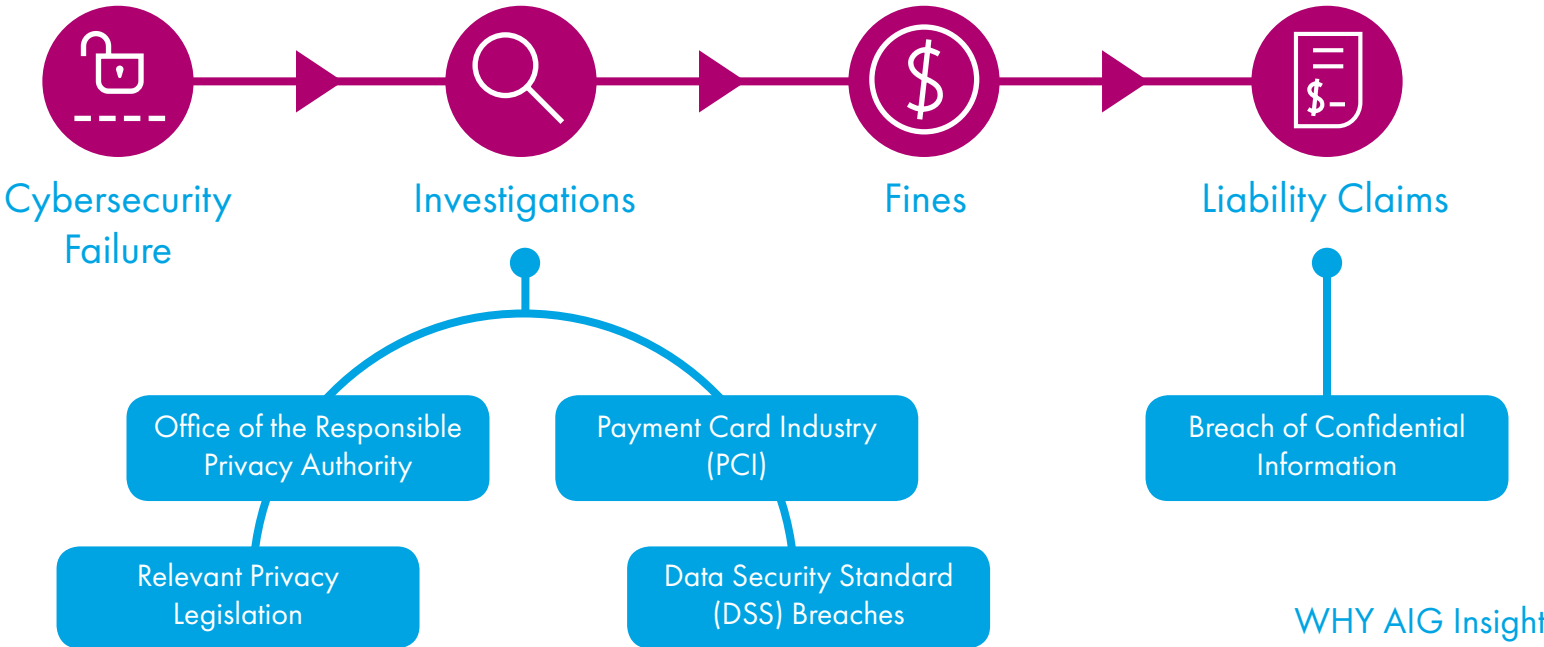 Cybersecurity
Failure
Investigations
Fines
Liability Claims
Office of the Responsible
Privacy Authority
Payment Card Industry
(PCI)
Breach of Confidential
Information
Relevant Privacy
Legislation
Data Security Standard
(DSS) Breaches
WHY AIG Insight